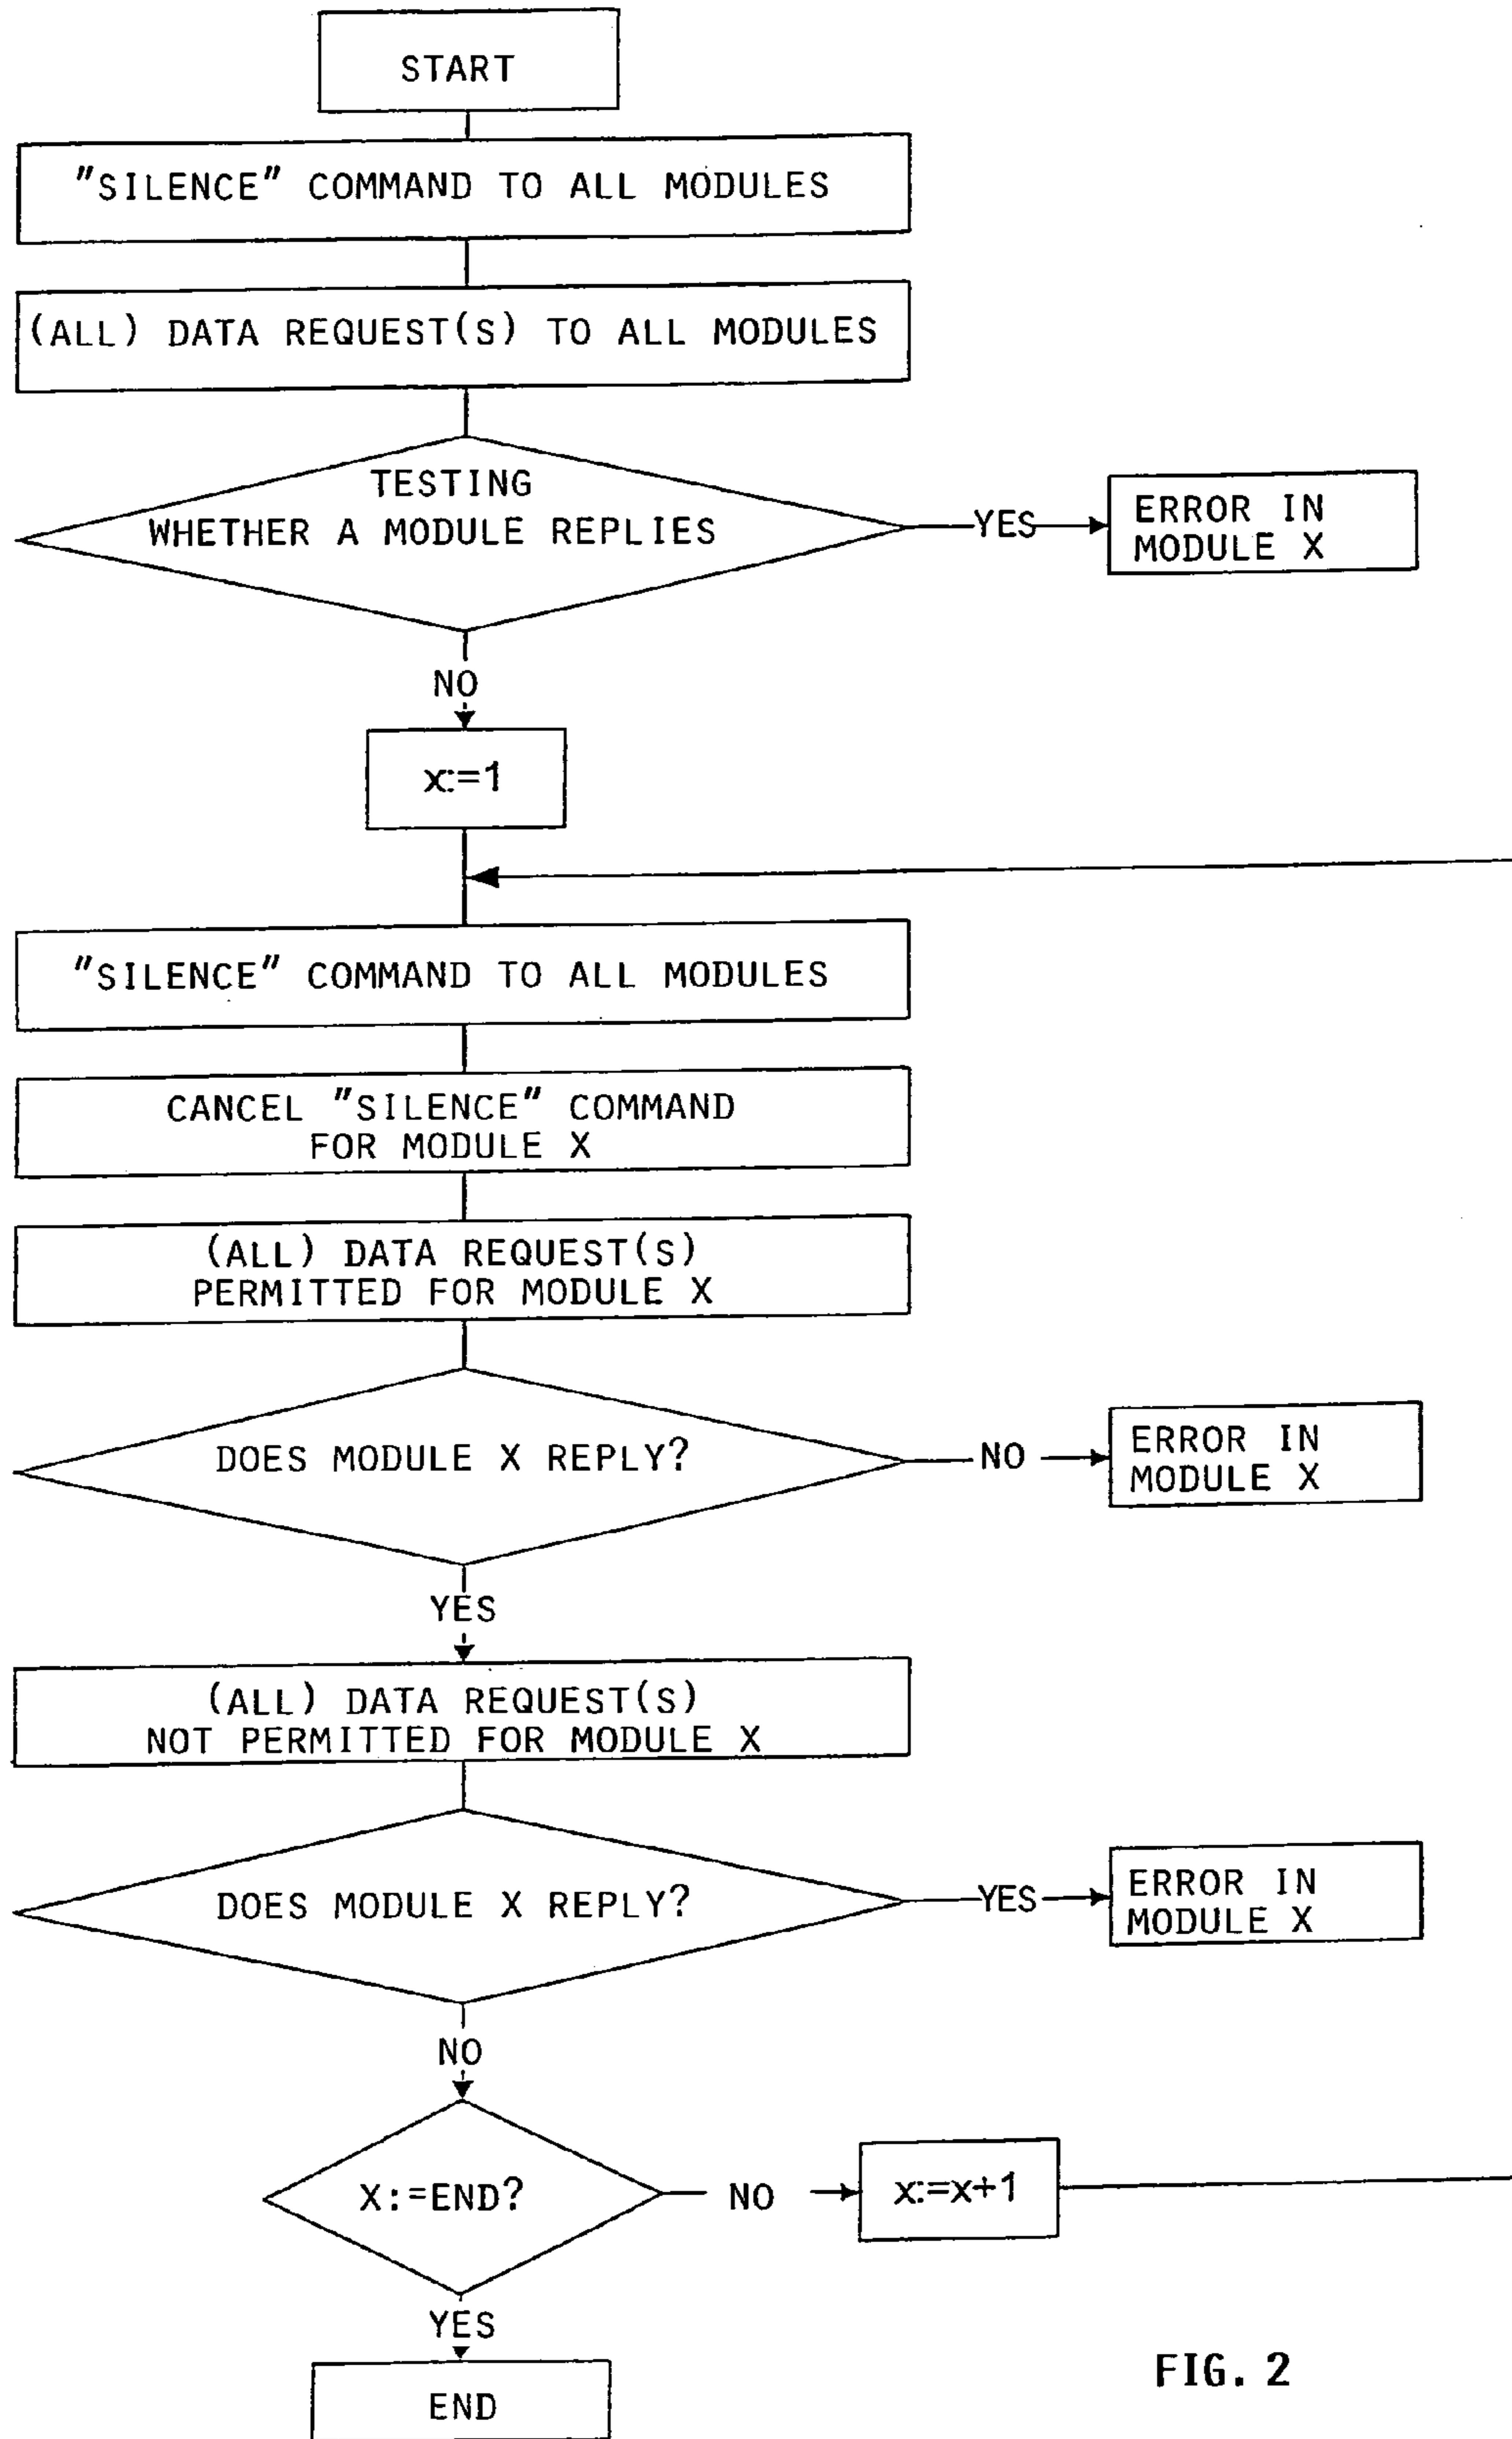 START
"SILENCE" COMMAND TO ALL MODULES
(ALL) DATA REQUEST(S) TO ALL MODULES
TESTING
WHETHER A MODULE REPLIES
YES
ERROR IN
MODULE X
NO
x:=1
"SILENCE" COMMAND TO ALL MODULES
CANCEL "SILENCE" COMMAND
FOR MODULE X
(ALL) DATA REQUEST(S)
PERMITTED FOR MODULE X
DOES MODULE X REPLY?
NO
ERROR IN
MODULE X
YES
(ALL) DATA REQUEST(S)
NOT PERMITTED FOR MODULE X
DOES MODULE X REPLY?
YES
ERROR IN
MODULE X
NO
X:=END?
NO
x:=x+1
YES
END
FIG. 2